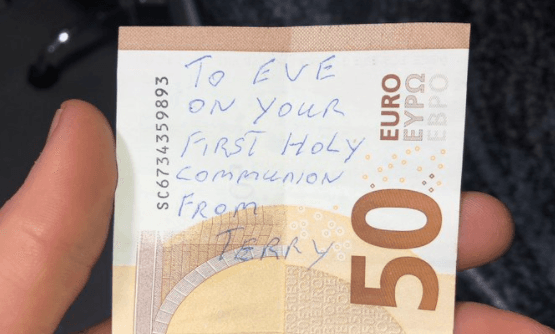 TO EVE
ON YOUR
FIRST HOLY
COMMUNION
FROM
TERRY
SC6734359893
EURO
ΕΥΡΩ
ЕВРО
50